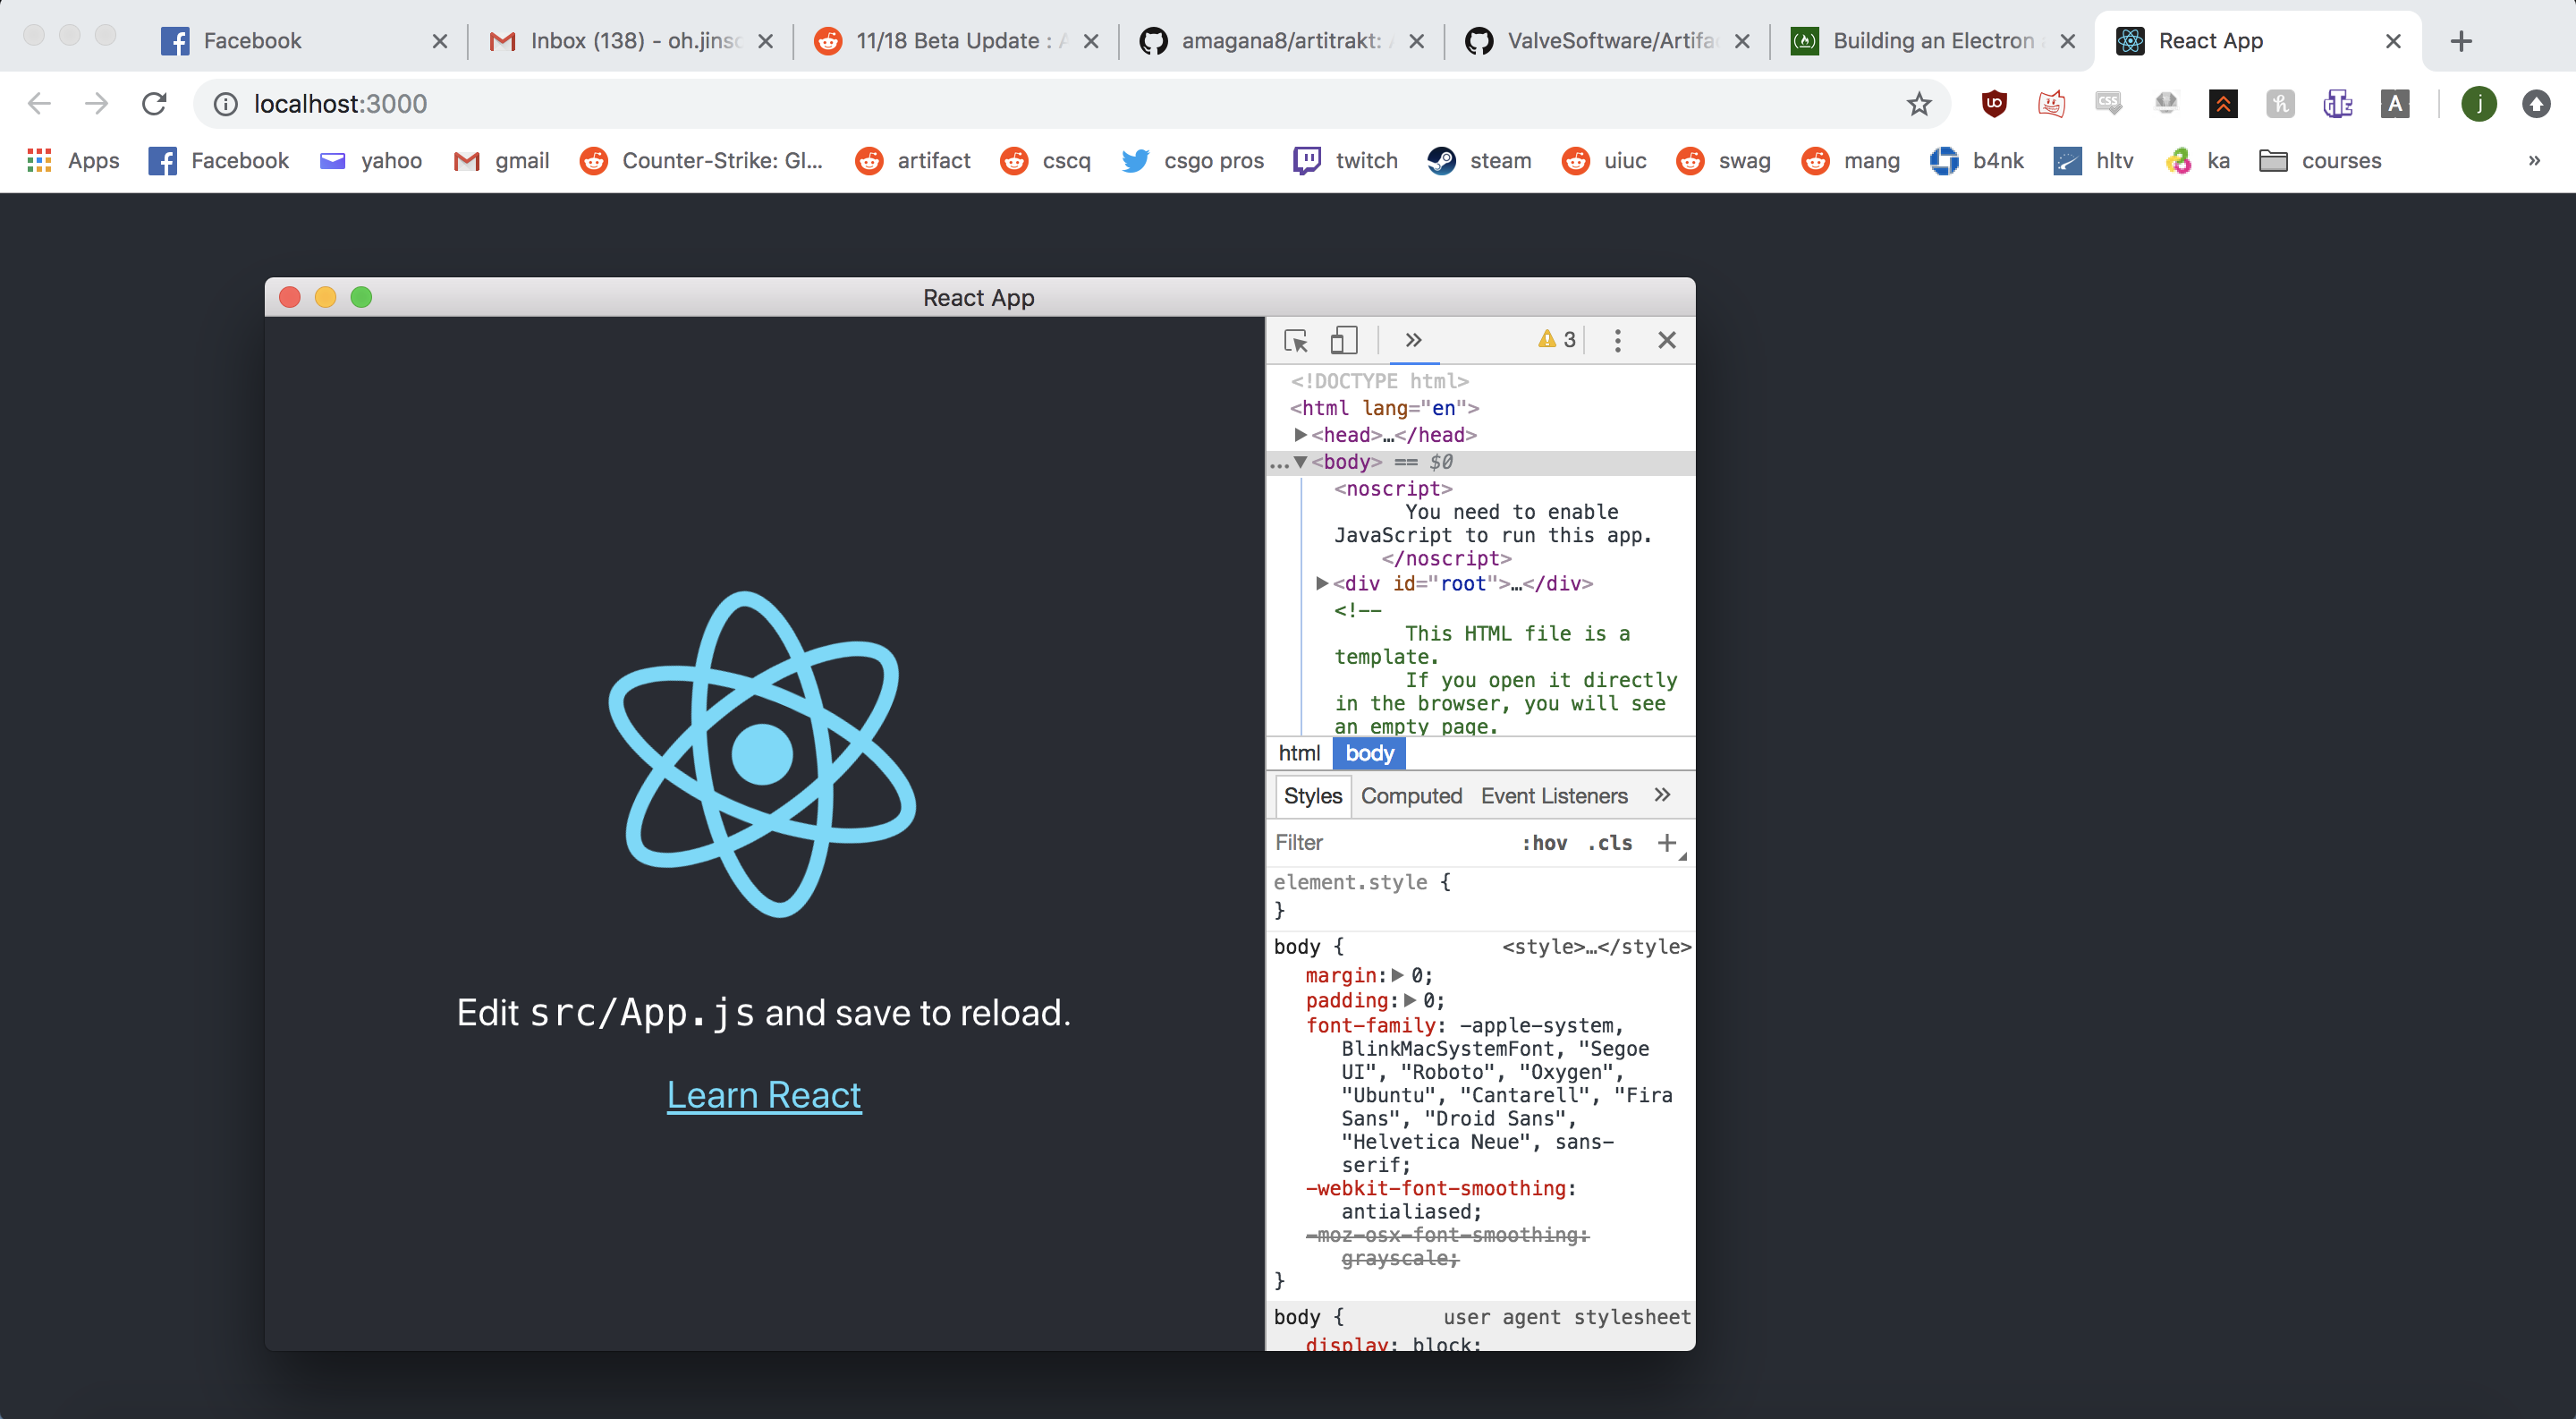 Facebook
Inbox (138) - oh.jins
11/18 Beta Update :
amagana8/artitrakt:
ValveSoftware/Artifa
Building an Electron
React App
localhost:3000
Apps
Facebook
yahoo
gmail
Counter-Strike: Gl...
artifact
cscq
csgo pros
twitch
steam
uiuc
swag
mang
b4nk
hltv
ka
courses
»
React App
3
<!DOCTYPE html>
<html lang="en">
<head>…</head>
… <body> == $0
<noscript>
You need to enable
JavaScript to run this app.
</noscript>
<div id="root">…</div>
<!--
This HTML file is a
template.
If you open it directly
in the browser, you will see
an empty page.
html body
Styles Computed Event Listeners »
Filter :hov .cls +
element.style {
}
body { <style>…</style>
margin: 0;
padding: 0;
font-family: -apple-system,
BlinkMacSystemFont, "Segoe
UI", "Roboto", "Oxygen",
"Ubuntu", "Cantarell", "Fira
Sans", "Droid Sans",
"Helvetica Neue", sans-
serif;
-webkit-font-smoothing:
antialiased;
-moz-osx-font-smoothing:
grayscale;
}
body { user agent stylesheet
display: block;
Edit src/App.js and save to reload.
Learn React